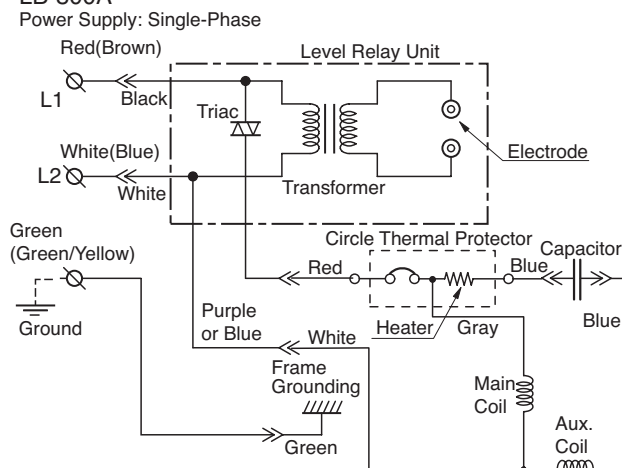 Power Supply: Single-Phase
Red(Brown)
Level Relay Unit
L1
Black
Triac
White(Blue)
L2
White
Transformer
Electrode
Green
(Green/Yellow)
Circle Thermal Protector
Capacitor
Red
Blue
Ground
Purple
or Blue
White
Heater
Gray
Blue
Frame
Grounding
Main
Coil
Aux.
Coil
Green